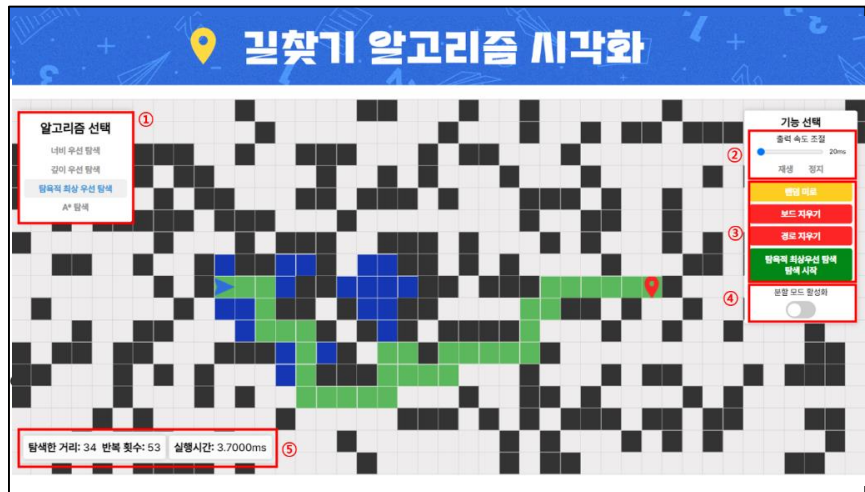 길찾기 알고리즘 시각화
①
알고리즘 선택
너비 우선 탐색
깊이 우선 탐색
탐욕적 최상 우선 탐색
A* 탐색
기능 선택
②
출력 속도 조절
20ms
재생 정지
③
랜덤 미로
보드 지우기
경로 지우기
탐욕적 최상우선 탐색
탐색 시작
④
분할 모드 활성화
탐색한 거리: 34 반복 횟수: 53 실행시간: 3.7000ms
⑤